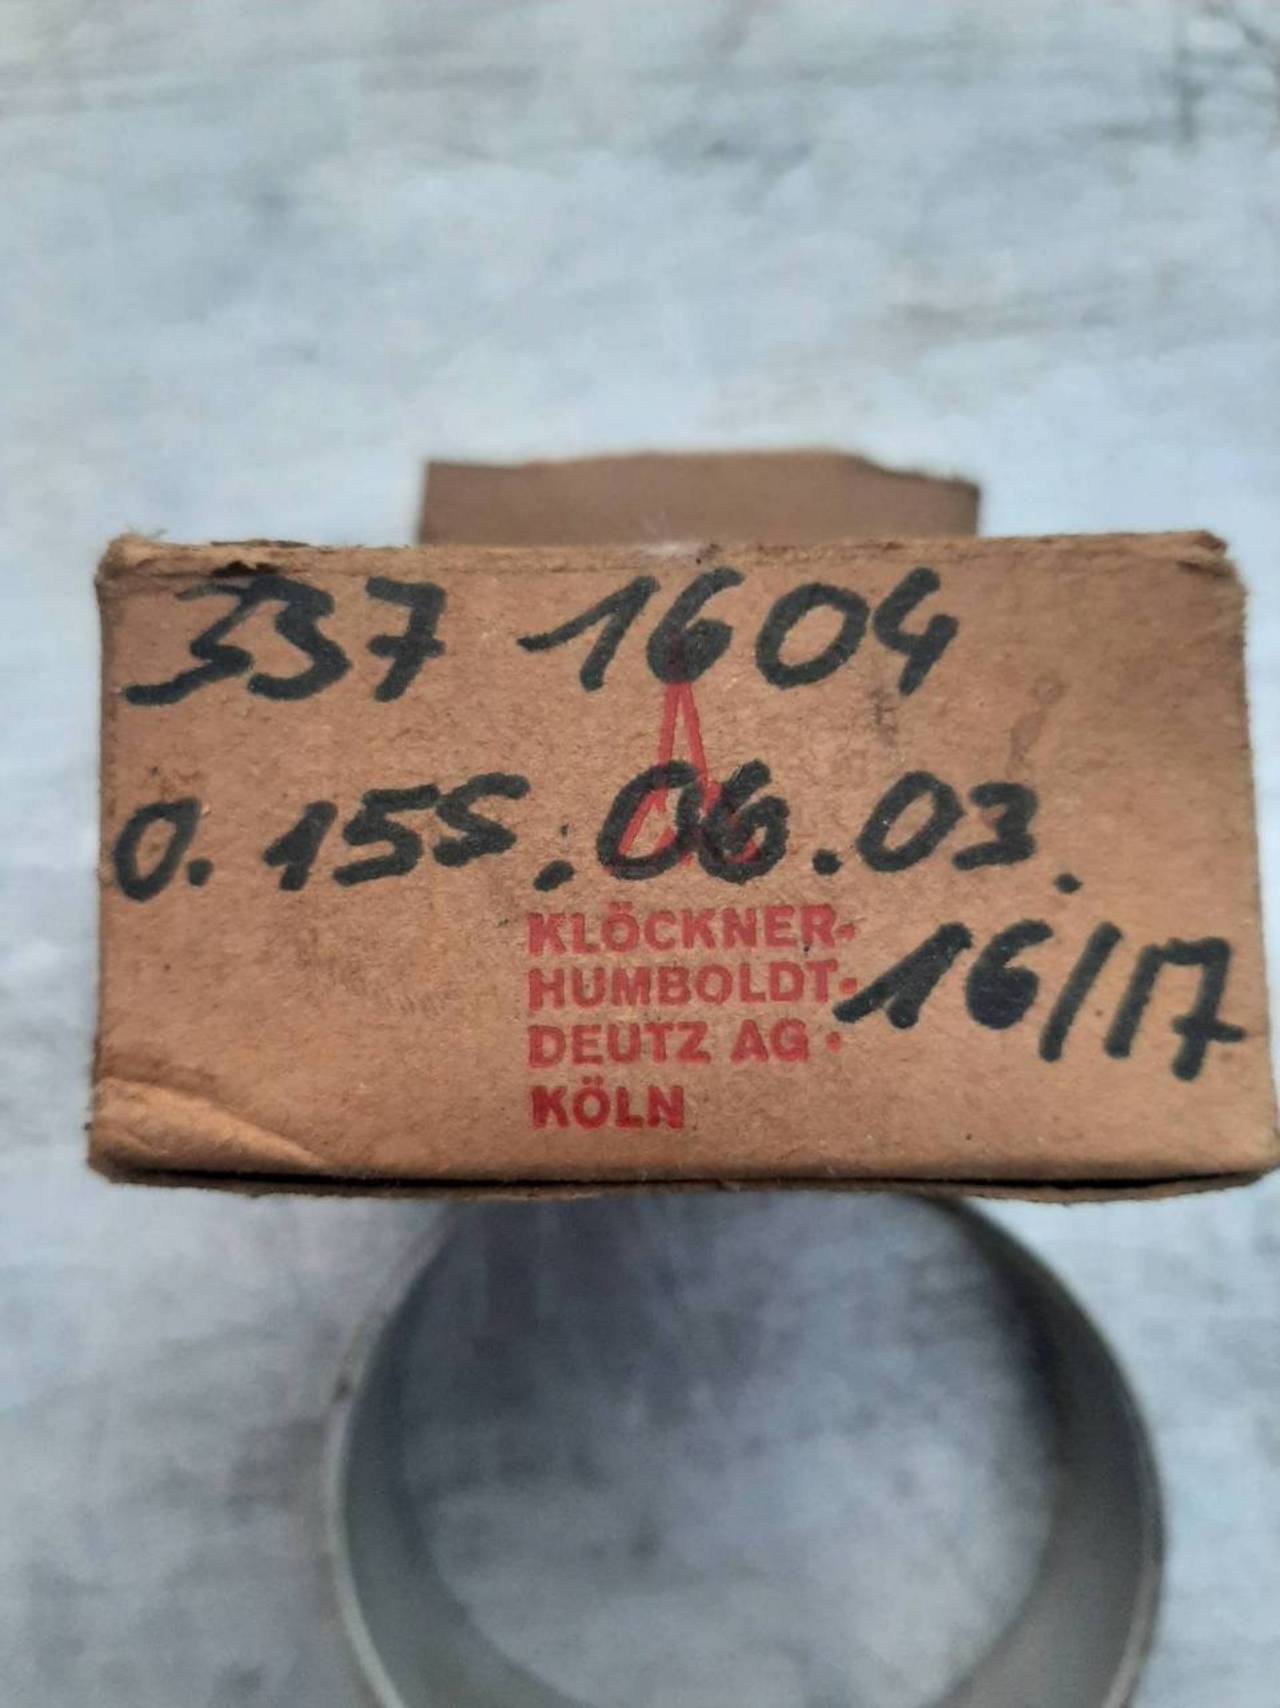 337 1604
0.155.06.03.
16/17
KLÖCKNER-
HUMBOLDT-
DEUTZ AG •
KÖLN